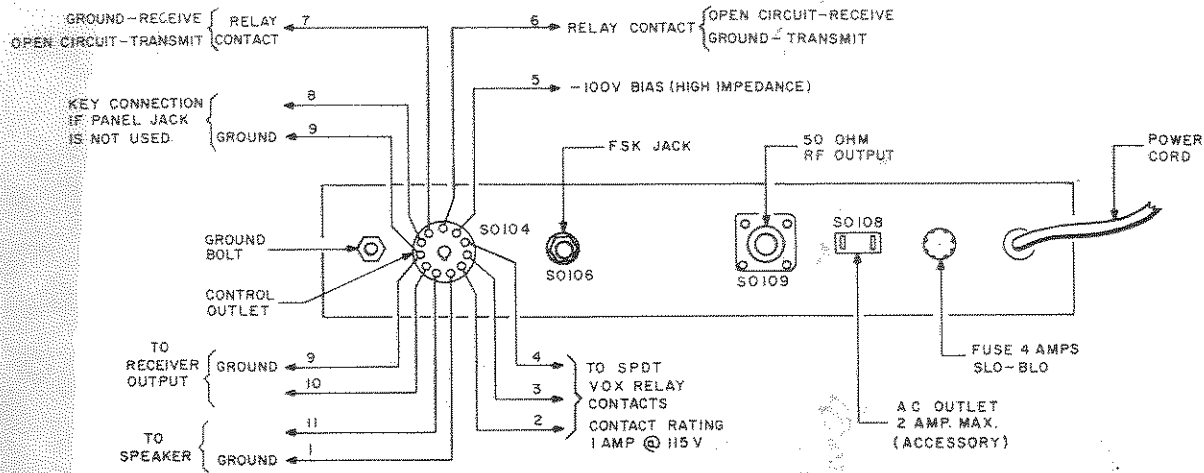 GROUND-RECEIVE
OPEN CIRCUIT-TRANSMIT
RELAY
CONTACT
7
6
RELAY CONTACT
OPEN CIRCUIT-RECEIVE
GROUND-TRANSMIT
5
-100V BIAS (HIGH IMPEDANCE)
KEY CONNECTION
IF PANEL JACK
IS NOT USED
8
GROUND
9
FSK JACK
50 OHM
RF OUTPUT
POWER
CORD
GROUND
BOLT
SO104
SO106
SO109
SO108
CONTROL
OUTLET
TO
RECEIVER
OUTPUT
GROUND
9
10
TO
SPEAKER
11
GROUND
1
4
3
2
TO SPDT
VOX RELAY
CONTACTS
CONTACT RATING
1 AMP @ 115V
FUSE 4 AMPS
SLO-BLO
AC OUTLET
2 AMP. MAX.
(ACCESSORY)